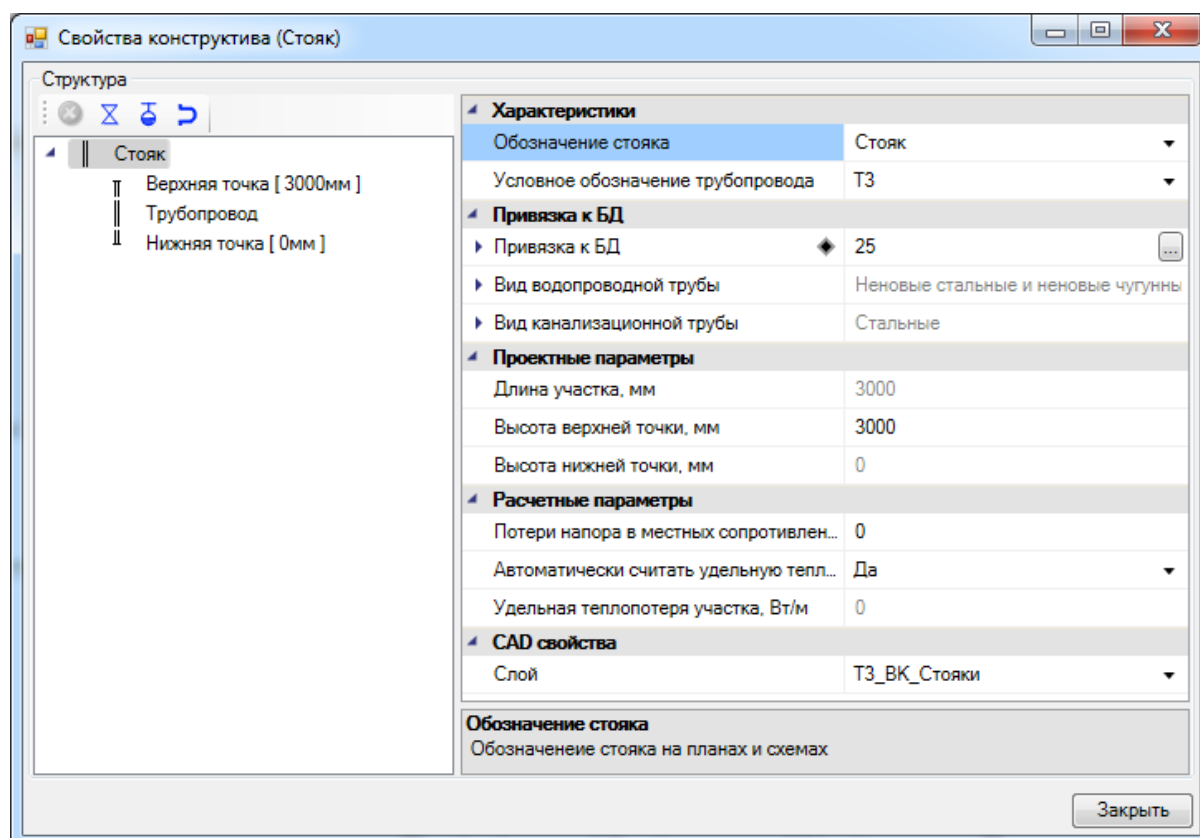 Свойства конструктива (Стояк)
Структура
Стояк
Верхняя точка [ 3000мм ]
Трубопровод
Нижняя точка [ 0мм ]
Характеристики
Обозначение стояка Стояк
Условное обозначение трубопровода Т3
Привязка к БД
Привязка к БД 25 ...
Вид водопроводной трубы Неновые стальные и неновые чугунны
Вид канализационной трубы Стальные
Проектные параметры
Длина участка, мм 3000
Высота верхней точки, мм 3000
Высота нижней точки, мм 0
Расчетные параметры
Потери напора в местных сопротивлен... 0
Автоматически считать удельную тепл... Да
Удельная теплопотеря участка, Вт/м 0
CAD свойства
Слой Т3_ВК_Стояки
Обозначение стояка
Обозначенеие стояка на планах и схемах
Закрыть